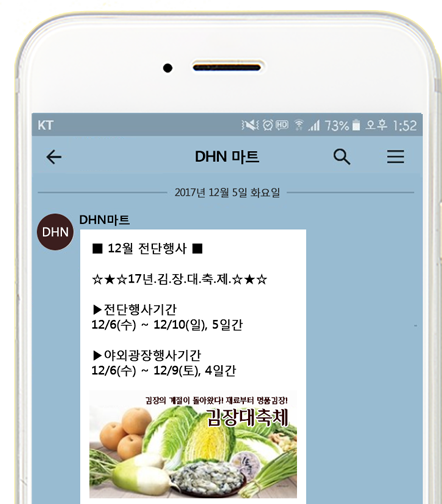 KT HD 73% 오후 1:52
DHN 마트
2017년 12월 5일 화요일
DHN
DHN마트
■ 12월 전단행사 ■
☆★☆17년.김.장.대.축.제.☆★☆
▶전단행사기간
12/6(수) ~ 12/10(일), 5일간
▶야외광장행사기간
12/6(수) ~ 12/9(토), 4일간
김장의 계절이 돌아왔다! 재료부터 명품김장!
김장대축제